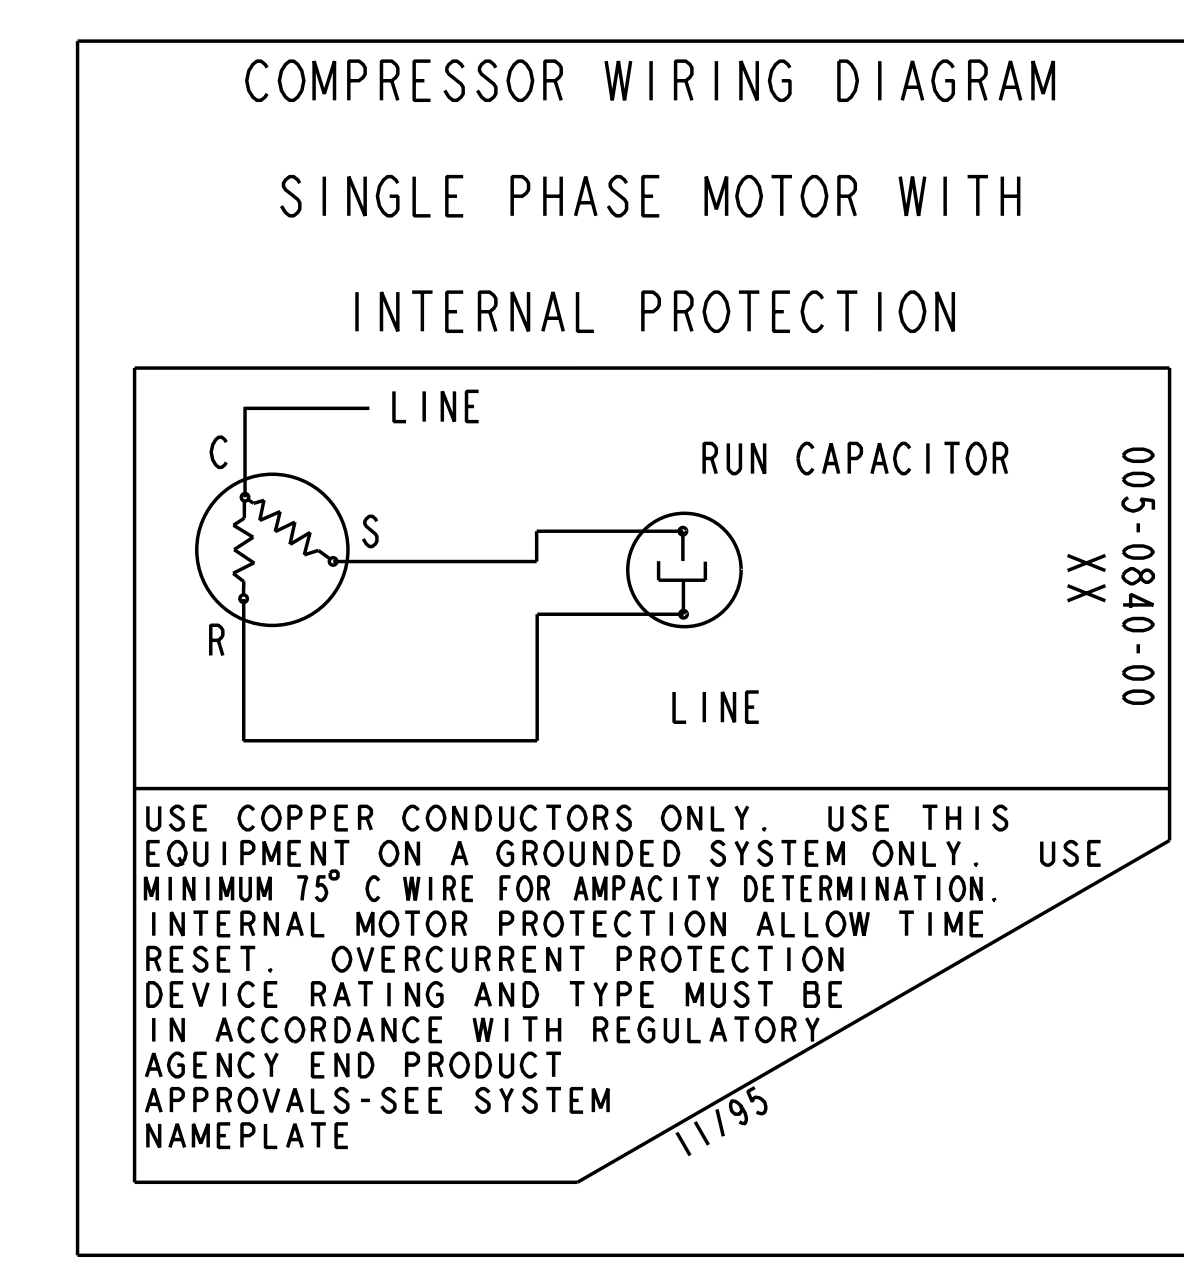 COMPRESSOR WIRING DIAGRAM
SINGLE PHASE MOTOR WITH
INTERNAL PROTECTION
LINE
C
RUN CAPACITOR
S
R
LINE
005-0840-00
XX
USE COPPER CONDUCTORS ONLY. USE THIS
EQUIPMENT ON A GROUNDED SYSTEM ONLY. USE
MINIMUM 75° C WIRE FOR AMPACITY DETERMINATION.
INTERNAL MOTOR PROTECTION ALLOW TIME
RESET. OVERCURRENT PROTECTION
DEVICE RATING AND TYPE MUST BE
IN ACCORDANCE WITH REGULATORY
AGENCY END PRODUCT
APPROVALS-SEE SYSTEM
NAMEPLATE
11/95